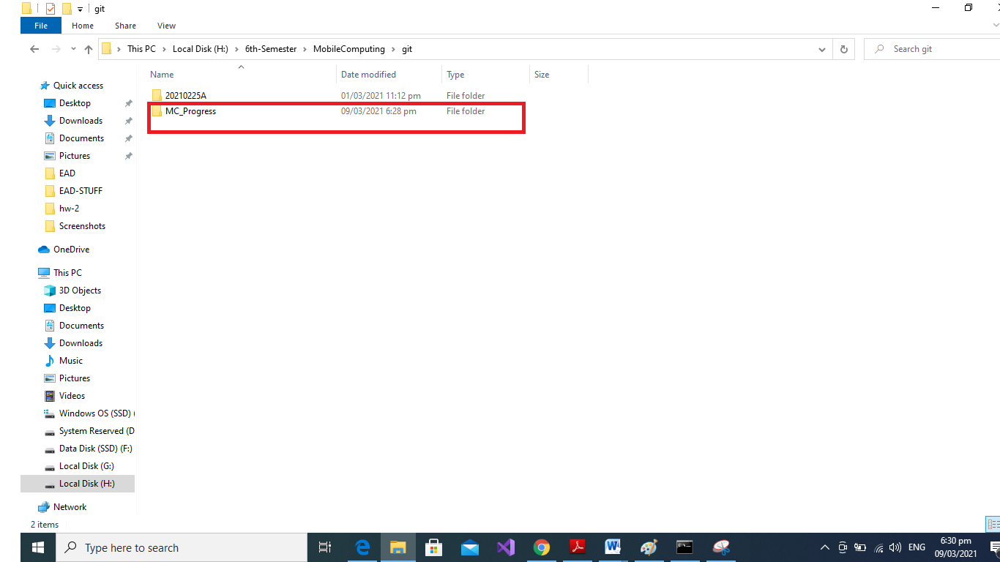 git
File Home Share View
This PC Local Disk (H:) 6th-Semester MobileComputing git Search git
Name Date modified Type Size
20210225A 01/03/2021 11:12 pm File folder
MC_Progress 09/03/2021 6:28 pm File folder
Quick access
Desktop
Downloads
Documents
Pictures
EAD
EAD-STUFF
hw-2
Screenshots
OneDrive
This PC
3D Objects
Desktop
Documents
Downloads
Music
Pictures
Videos
Windows OS (SSD) (
System Reserved (D
Data Disk (SSD) (F:)
Local Disk (G:)
Local Disk (H:)
Network
2 items
Type here to search
ENG
6:30 pm
09/03/2021